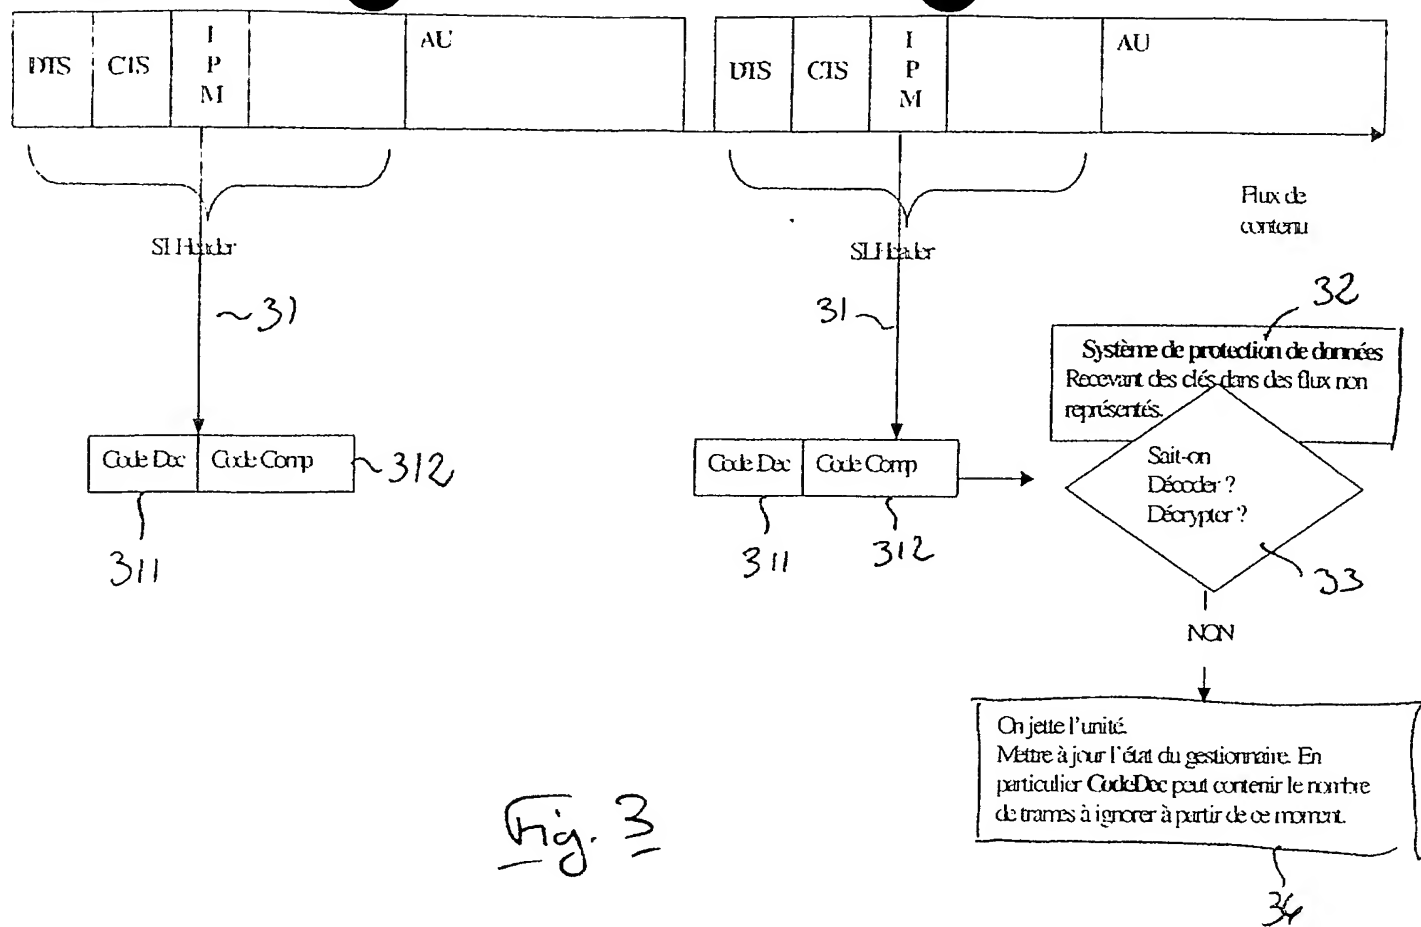 DTS CTS I P M AU
DTS CTS I P M AU
Flux de
contenu
SL Header
SL Header
31
31
32
Système de protection de données
Recevant des clés dans des flux non
représentés.
Code Dec Code Comp 312
311
Code Dec Code Comp
311 312
Sait-on
Décoder ?
Décrypter ?
33
NON
On jette l'unité.
Mettre à jour l'état du gestionnaire. En
particulier CodeDec peut contenir le nombre
de trames à ignorer à partir de ce moment.
34
Fig. 3